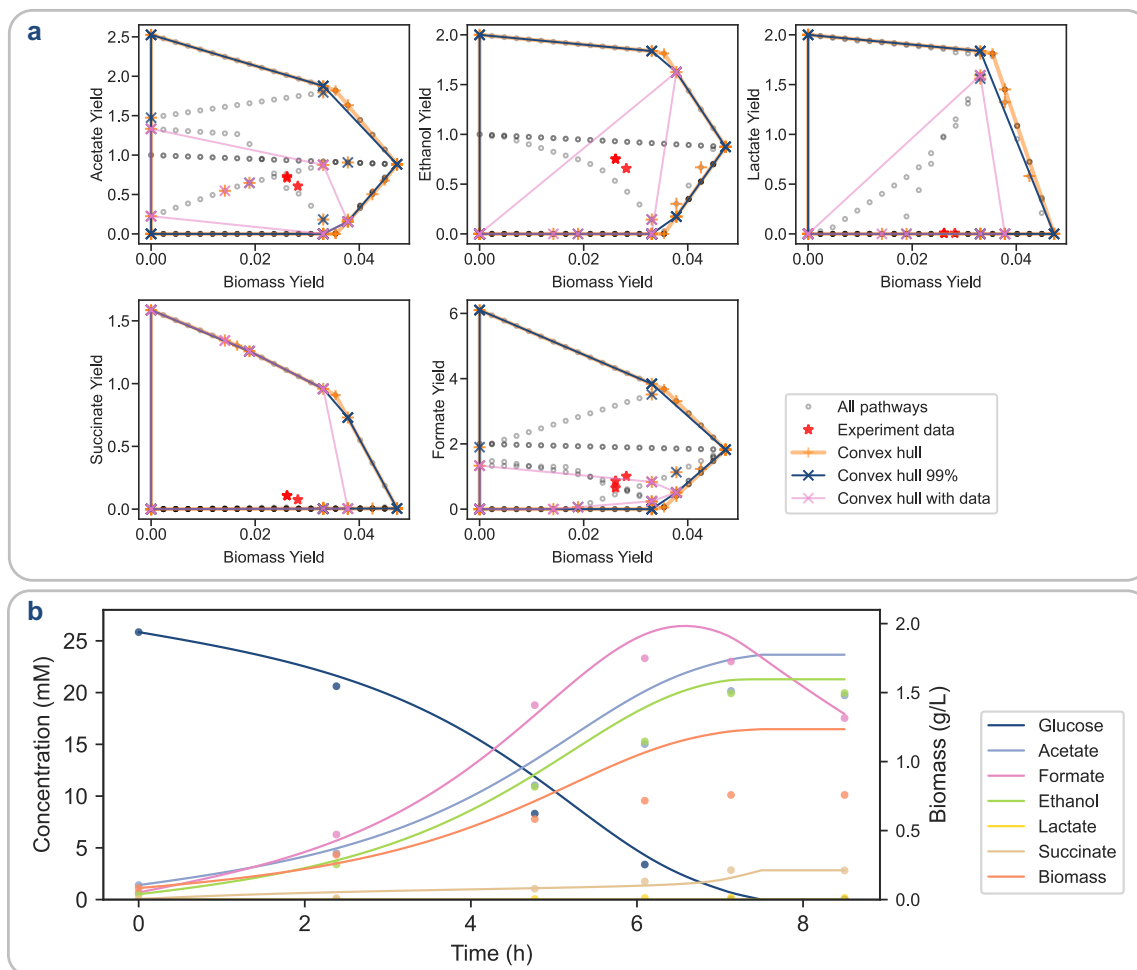 a
2.5
2.0
1.5
1.0
0.5
0.0
0.00
0.02
0.04
Acetate Yield
Biomass Yield
2.0
1.5
1.0
0.5
0.0
0.00
0.02
0.04
Ethanol Yield
Biomass Yield
2.0
1.5
1.0
0.5
0.0
0.00
0.02
0.04
Lactate Yield
Biomass Yield
1.5
1.0
0.5
0.0
0.00
0.02
0.04
Succinate Yield
Biomass Yield
6
4
2
0
0.00
0.02
0.04
Formate Yield
Biomass Yield
All pathways
Experiment data
Convex hull
Convex hull 99%
Convex hull with data
b
25
20
15
10
5
0
Concentration (mM)
0
2
4
6
8
Time (h)
2.0
1.5
1.0
0.5
0.0
Biomass (g/L)
Glucose
Acetate
Formate
Ethanol
Lactate
Succinate
Biomass